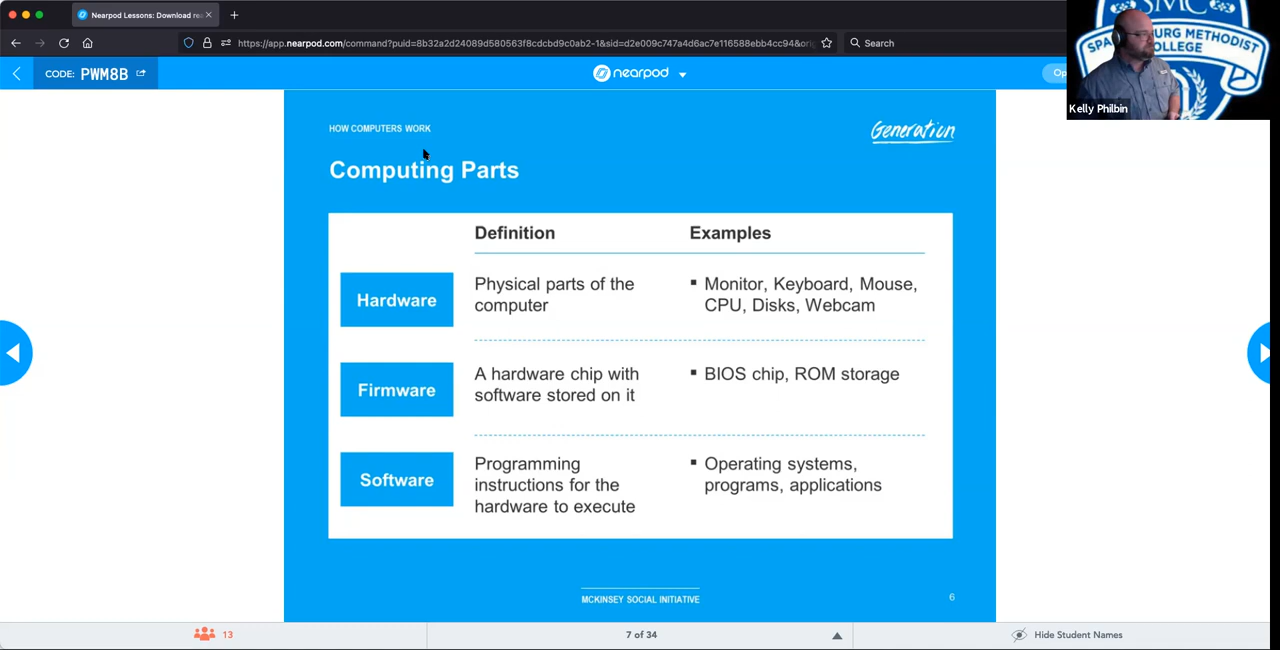 Nearpod Lessons: Download re
https://app.nearpod.com/command?puid=8b32a2d24089d580563f8cdcbd9c0ab2-1&sid=d2e009c747a4d6ac7e116588ebb4cc94&ori
Search
CODE: PWM8B
nearpod
Op
SMC
METHODIST
COLLEGE
Kelly Philbin
HOW COMPUTERS WORK
Generation
Computing Parts
Definition
Examples
Hardware
Physical parts of the
computer
▪ Monitor, Keyboard, Mouse,
CPU, Disks, Webcam
Firmware
A hardware chip with
software stored on it
▪ BIOS chip, ROM storage
Software
Programming
instructions for the
hardware to execute
▪ Operating systems,
programs, applications
MCKINSEY SOCIAL INITIATIVE
6
13
7 of 34
Hide Student Names